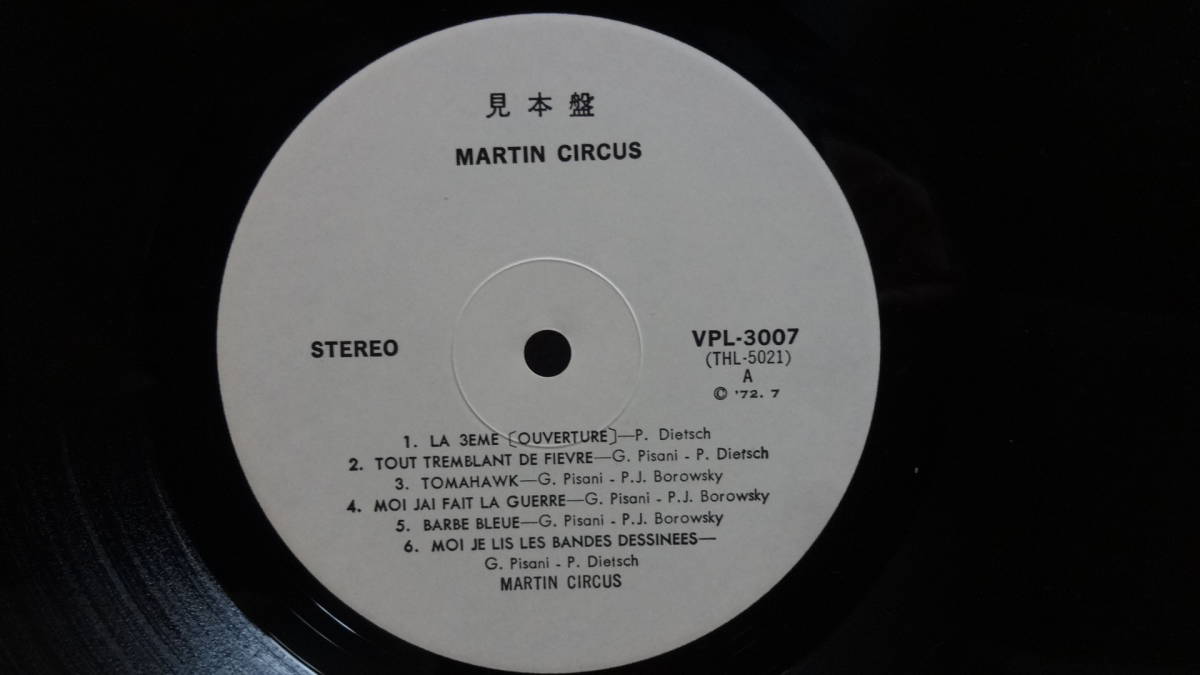 見本盤
MARTIN CIRCUS
STEREO
VPL-3007
(THL-5021)
A
© '72. 7
1. LA 3EME [OUVERTURE]—P. Dietsch
2. TOUT TREMBLANT DE FIEVRE—G. Pisani - P. Dietsch
3. TOMAHAWK—G. Pisani - P.J. Borowsky
4. MOI JAI FAIT LA GUERRE—G. Pisani - P.J. Borowsky
5. BARBE BLEUE—G. Pisani - P.J. Borowsky
6. MOI JE LIS LES BANDES DESSINEES—
G. Pisani - P. Dietsch
MARTIN CIRCUS